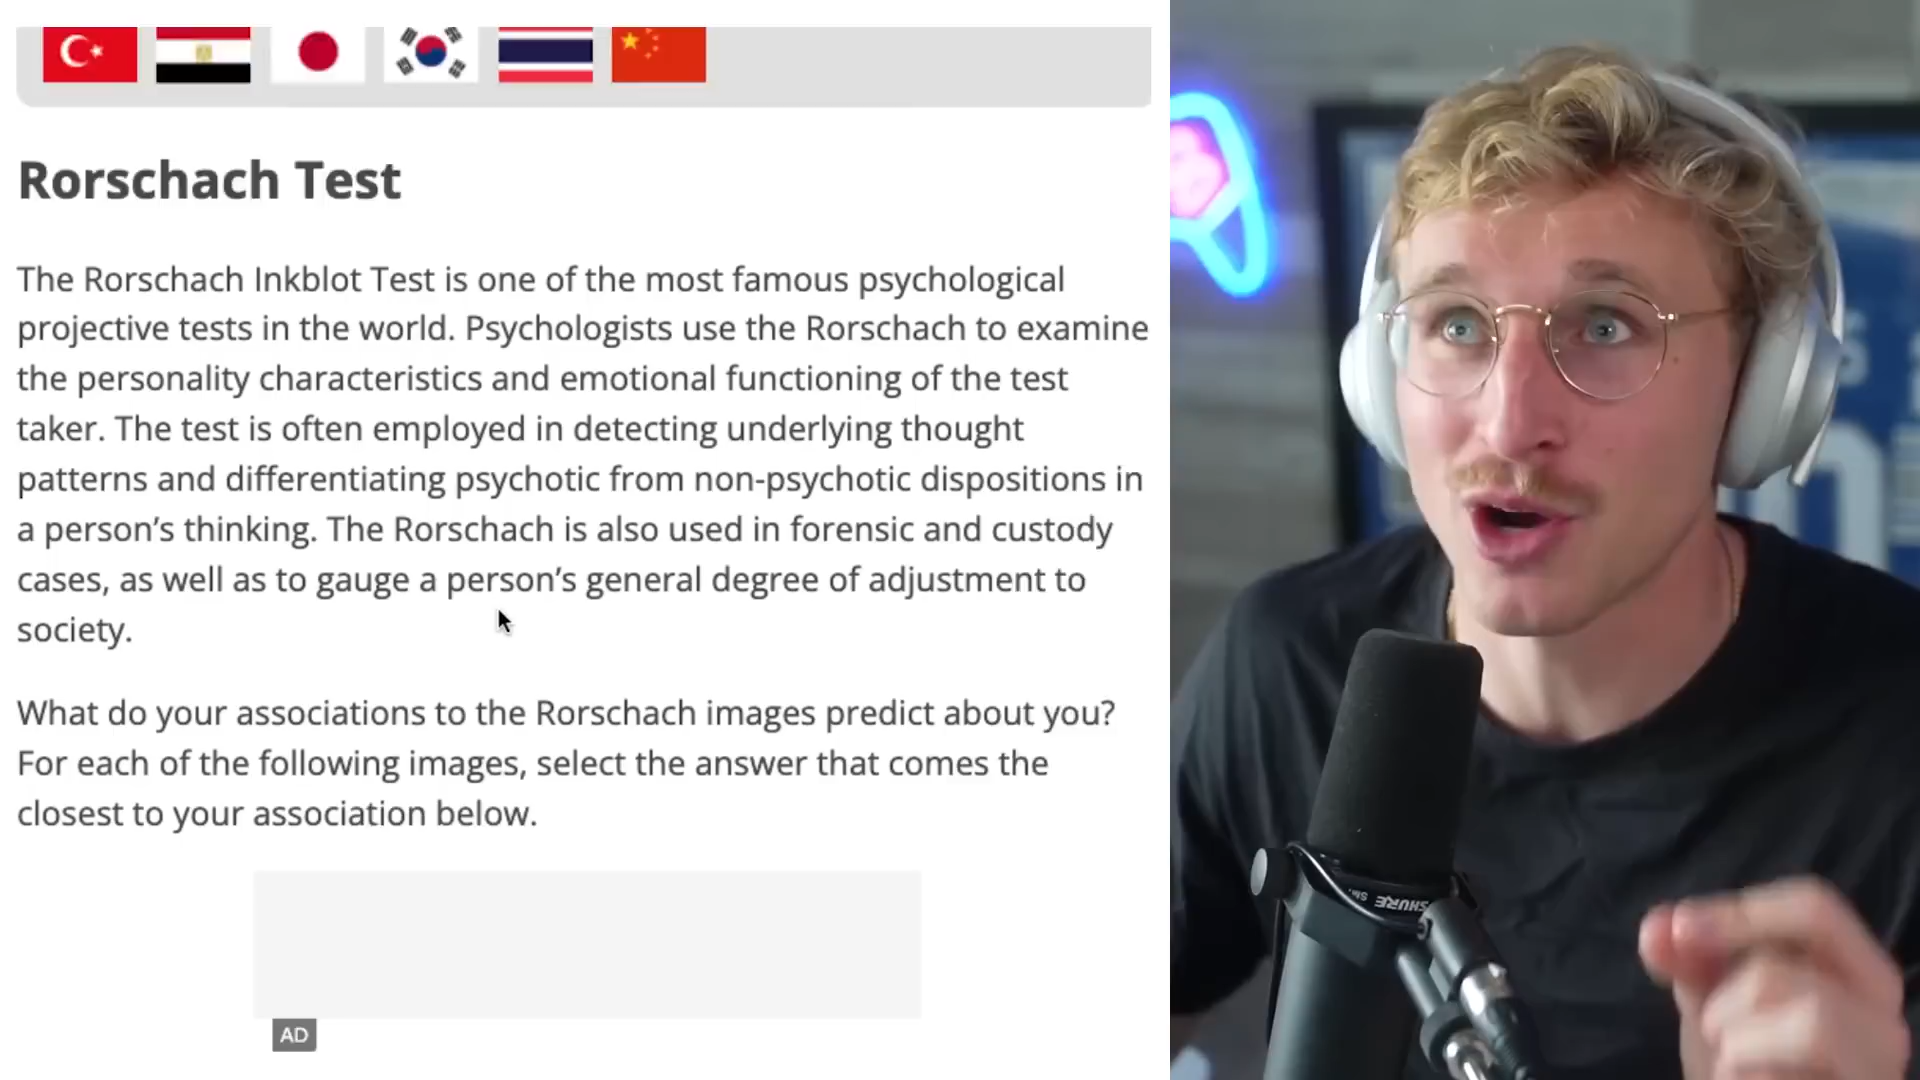 Rorschach Test
The Rorschach Inkblot Test is one of the most famous psychological
projective tests in the world. Psychologists use the Rorschach to examine
the personality characteristics and emotional functioning of the test
taker. The test is often employed in detecting underlying thought
patterns and differentiating psychotic from non-psychotic dispositions in
a person’s thinking. The Rorschach is also used in forensic and custody
cases, as well as to gauge a person’s general degree of adjustment to
society.
What do your associations to the Rorschach images predict about you?
For each of the following images, select the answer that comes the
closest to your association below.
AD
SHURE